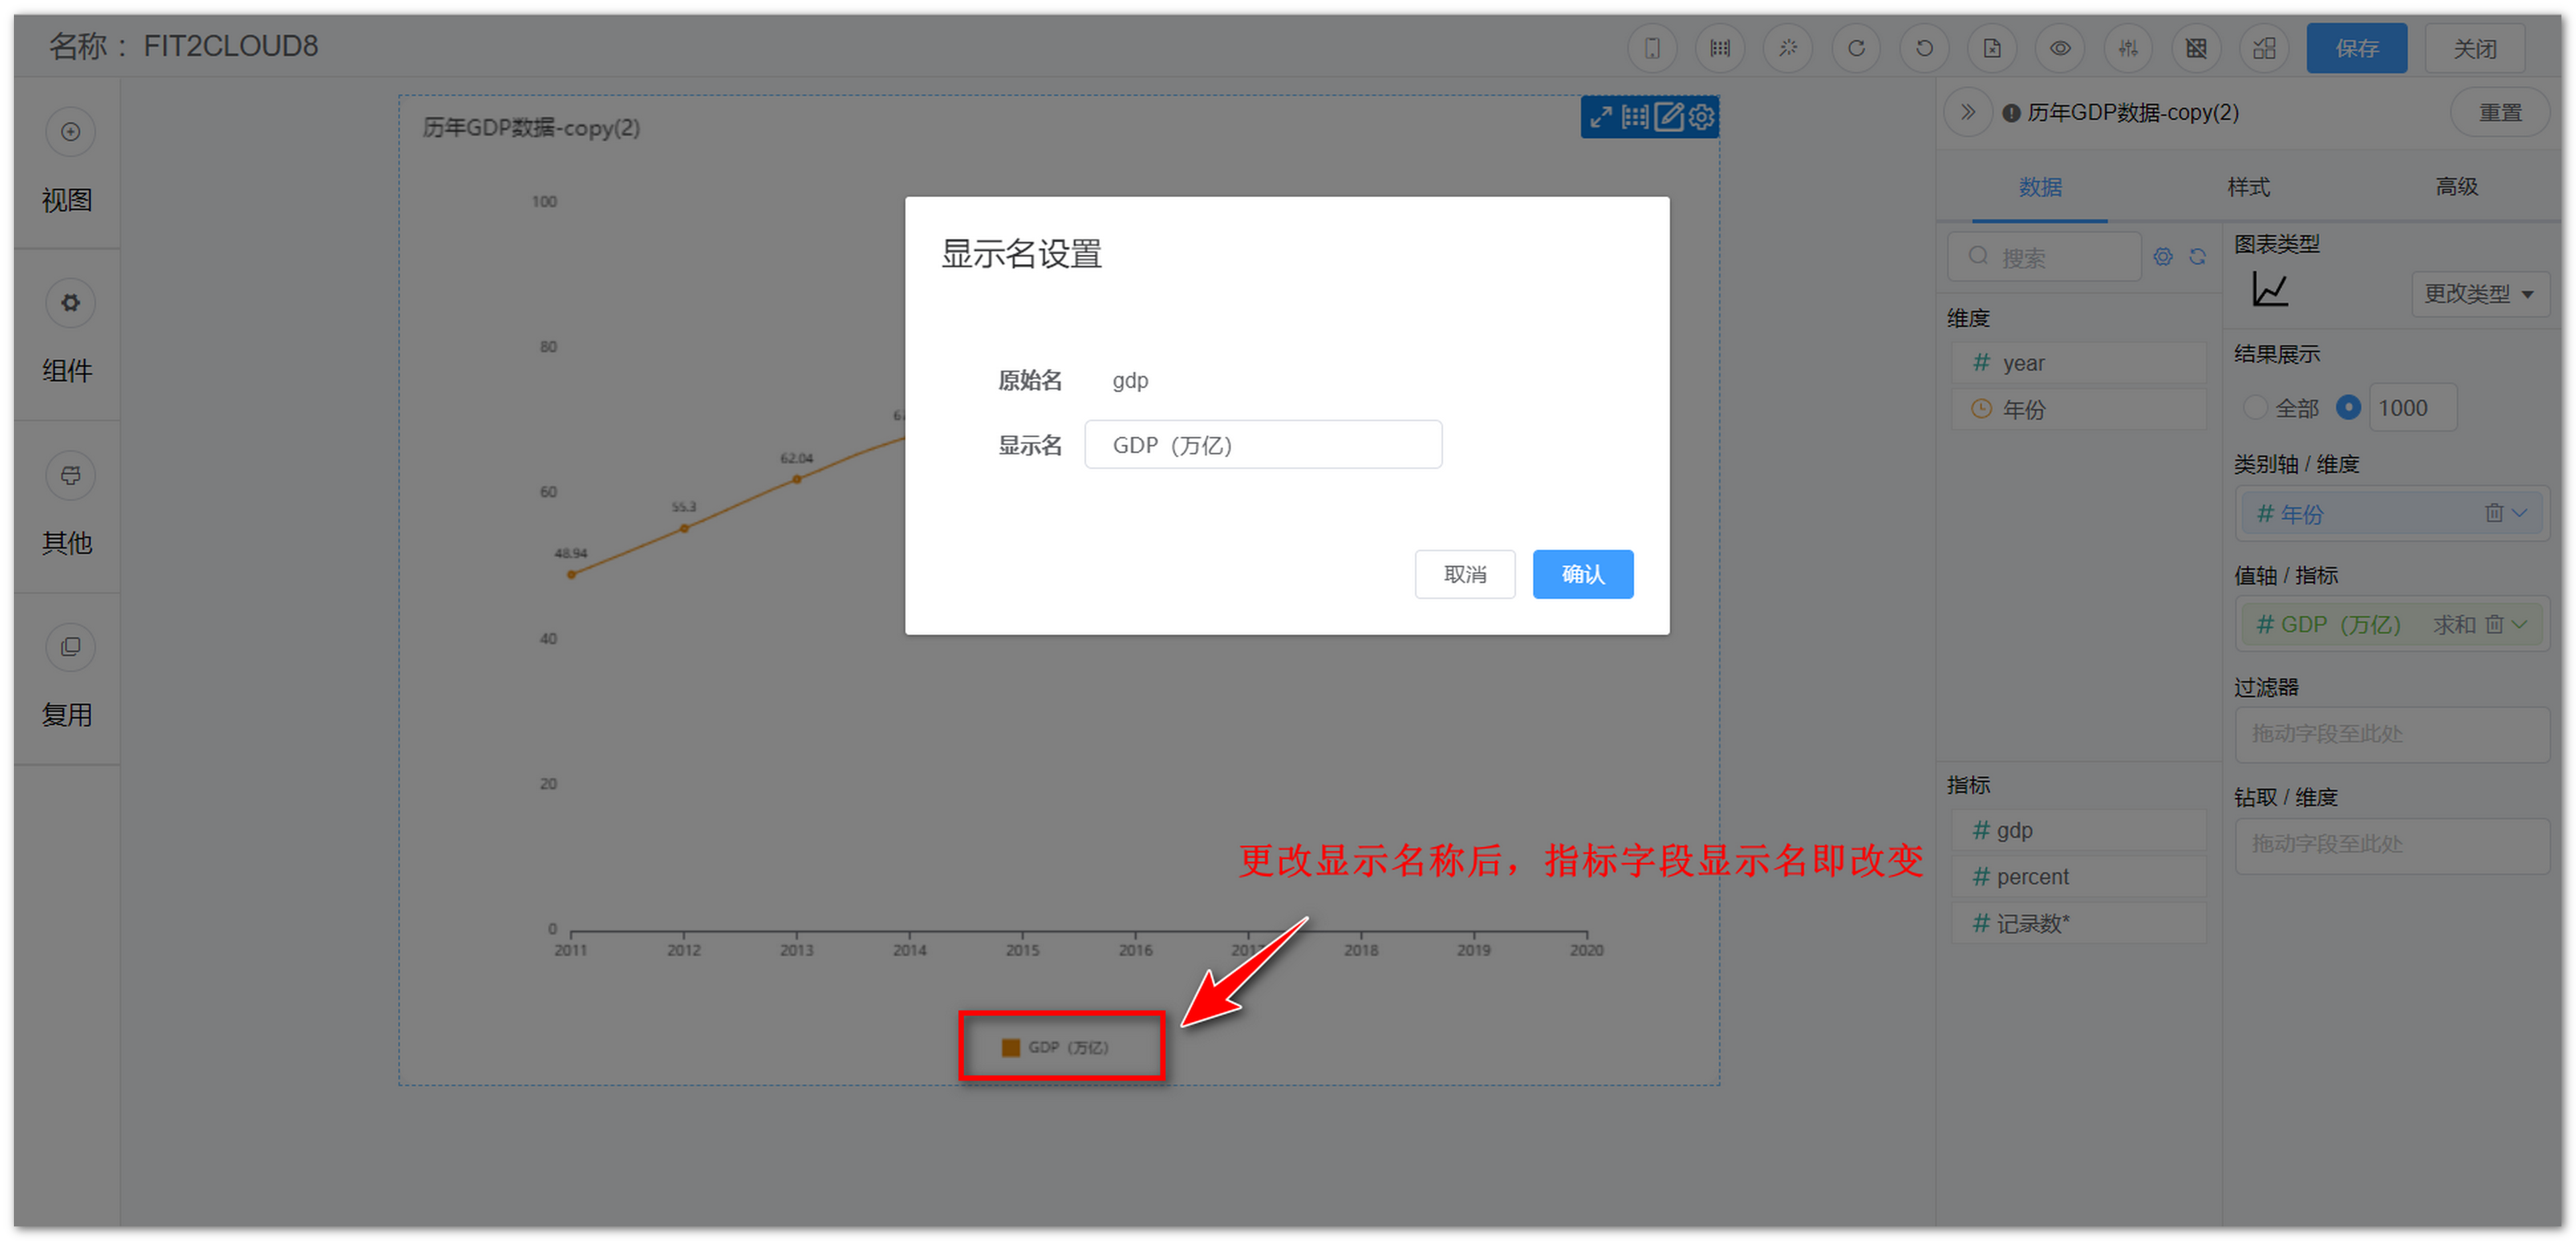 名称： FIT2CLOUD8
保存
关闭
视图
组件
其他
复用
历年GDP数据-copy(2)
100
80
60
40
20
0
48.94
55.3
62.04
2011
2012
2013
2014
2015
2016
2018
2019
2020
GDP（万亿）
显示名设置
原始名 gdp
显示名 GDP（万亿）
取消
确认
更改显示名称后，指标字段显示名即改变
历年GDP数据-copy(2)
重置
数据
样式
高级
搜索
维度
# year
年份
指标
# gdp
# percent
# 记录数*
图表类型
更改类型
结果展示
全部
1000
类别轴 / 维度
# 年份
值轴 / 指标
# GDP（万亿） 求和
过滤器
拖动字段至此处
钻取 / 维度
拖动字段至此处